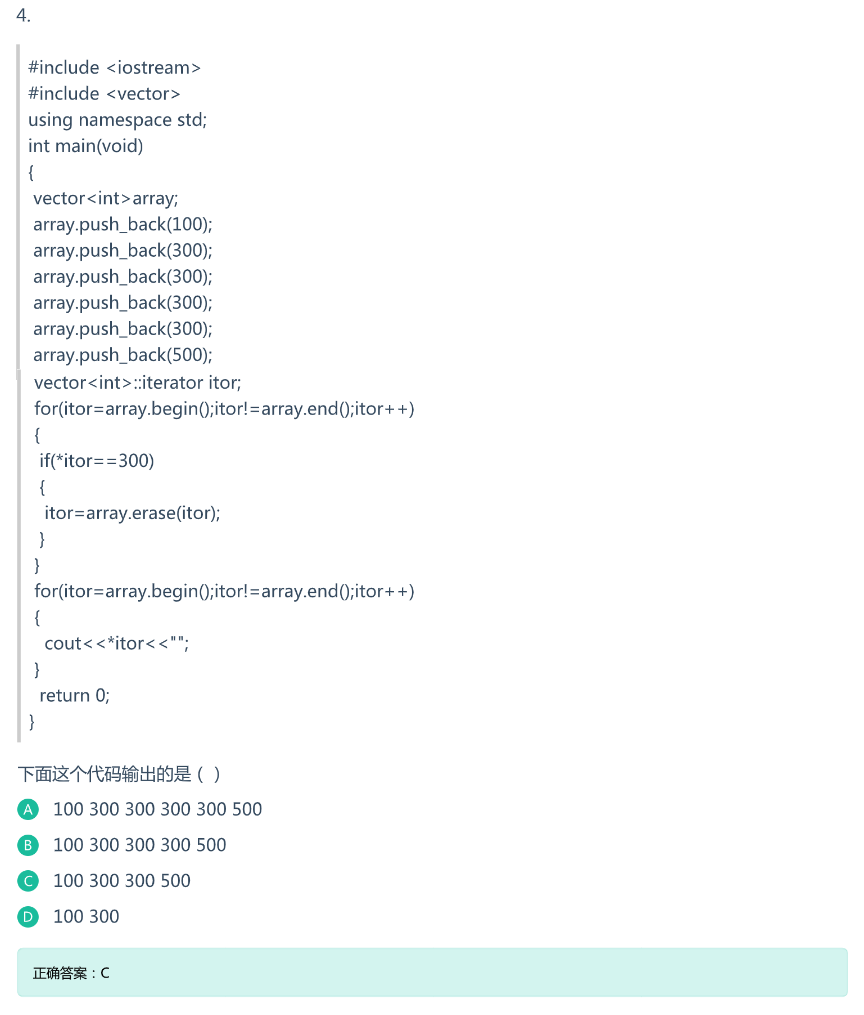 4.
#include <iostream>
#include <vector>
using namespace std;
int main(void)
{
vector<int>array;
array.push_back(100);
array.push_back(300);
array.push_back(300);
array.push_back(300);
array.push_back(300);
array.push_back(500);
vector<int>::iterator itor;
for(itor=array.begin();itor!=array.end();itor++)
{
if(*itor==300)
{
itor=array.erase(itor);
}
}
for(itor=array.begin();itor!=array.end();itor++)
{
cout<<*itor<<"";
}
return 0;
}
下面这个代码输出的是（ ）
A 100 300 300 300 300 500
B 100 300 300 300 500
C 100 300 300 500
D 100 300
正确答案：C